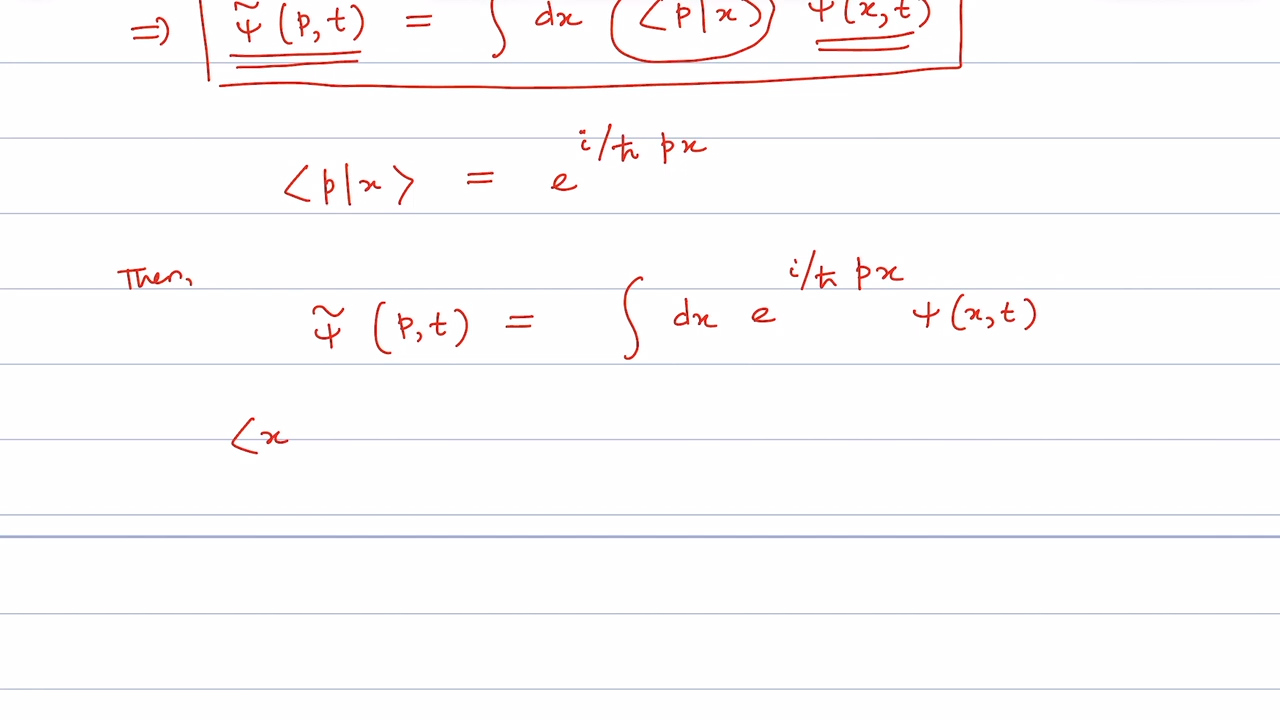 ⇒ ψ̃ (p,t) = ∫ dx <p|x> ψ(x,t)
<p|x> = e^{i/ħ px}
Then,
ψ̃ (p,t) = ∫ dx e^{i/ħ px} ψ(x,t)
<x